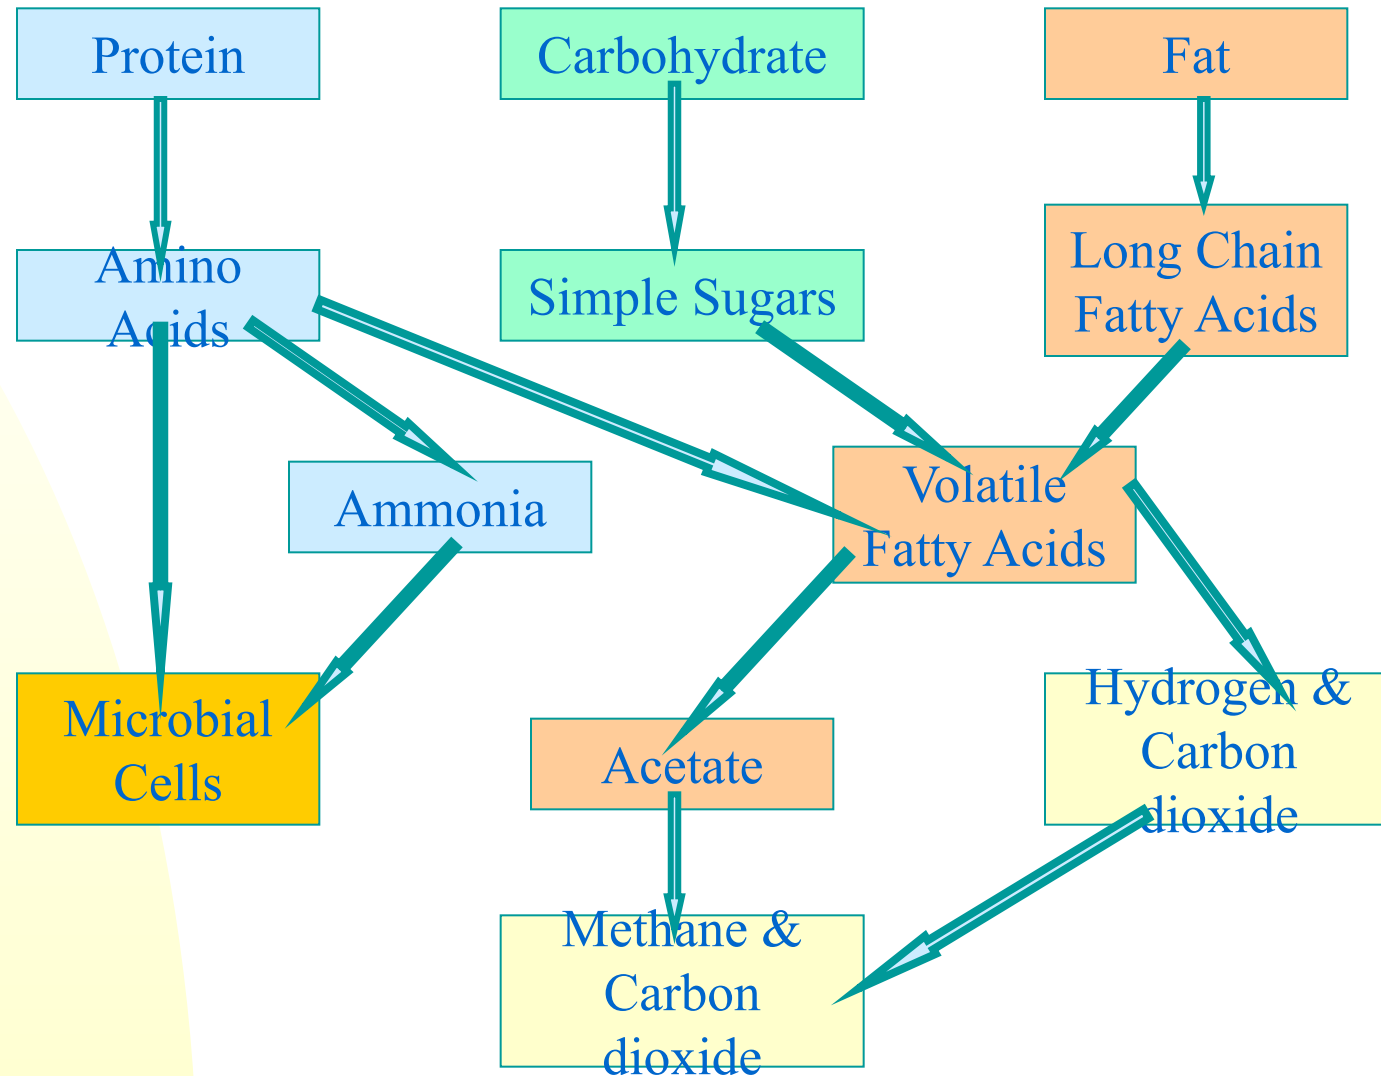 Protein
Carbohydrate
Fat
Amino
Acids
Simple Sugars
Long Chain
Fatty Acids
Ammonia
Volatile
Fatty Acids
Microbial
Cells
Acetate
Hydrogen &
Carbon
dioxide
Methane &
Carbon
dioxide